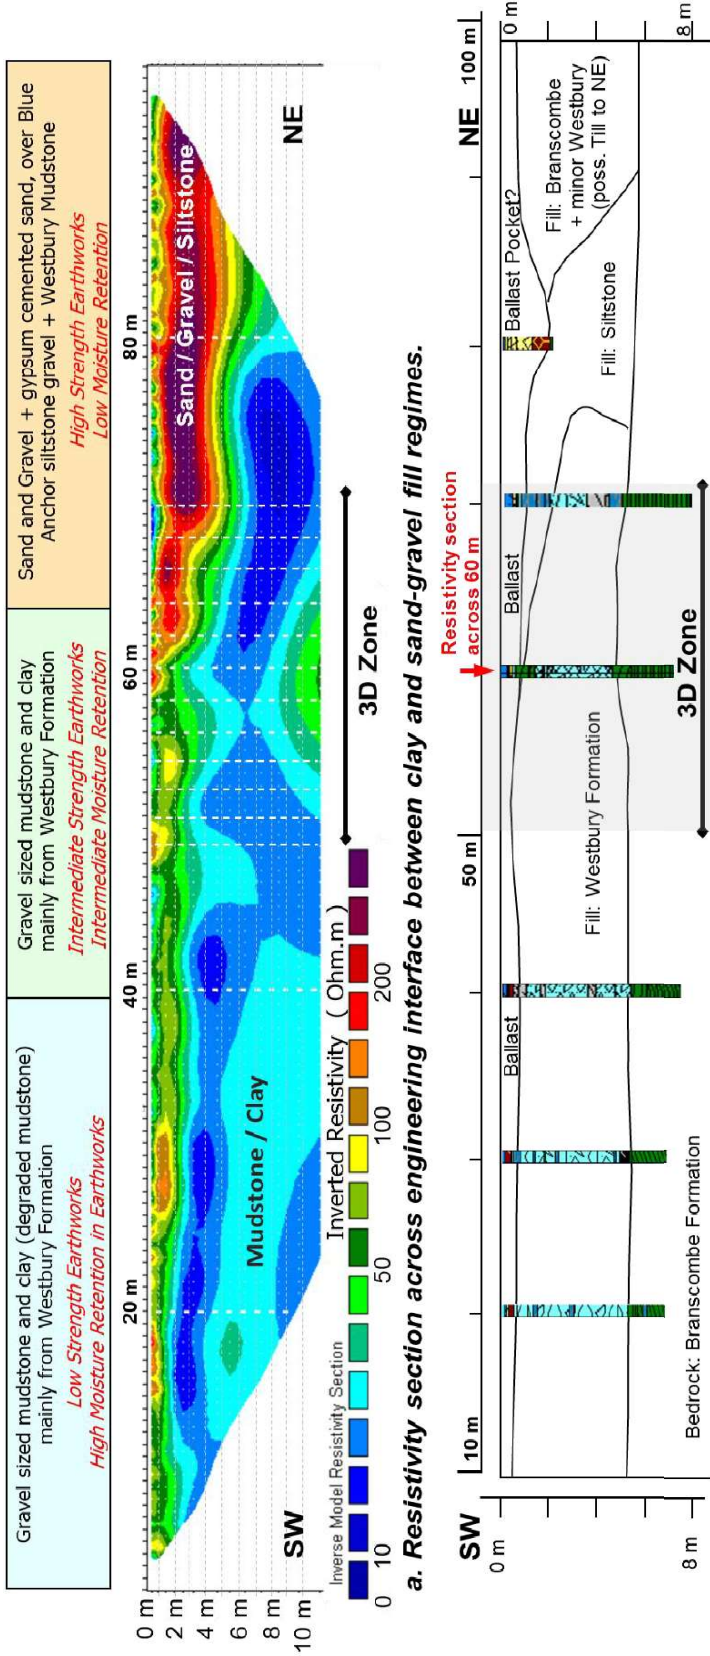 Gravel sized mudstone and clay (degraded mudstone)
mainly from Westbury Formation
Low Strength Earthworks
High Moisture Retention in Earthworks
Gravel sized mudstone and clay
mainly from Westbury Formation
Intermediate Strength Earthworks
Intermediate Moisture Retention
Sand and Gravel + gypsum cemented sand, over Blue
Anchor siltstone gravel + Westbury Mudstone
High Strength Earthworks
Low Moisture Retention
20 m
40 m
60 m
80 m
0 m
2 m
4 m
6 m
8 m
10 m
Sand / Gravel / Siltstone
Mudstone / Clay
SW
NE
3D Zone
Inverse Model Resistivity Section
Inverted Resistivity ( Ohm.m )
0
10
50
100
200
a. Resistivity section across engineering interface between clay and sand-gravel fill regimes.
SW
10 m
50 m
Resistivity section
across 60 m
NE
100 m
0 m
8 m
0 m
8 m
Ballast
Ballast
Ballast Pocket?
Fill: Westbury Formation
Fill: Siltstone
Fill: Branscombe
+ minor Westbury
(poss. Till to NE)
3D Zone
Bedrock: Branscombe Formation